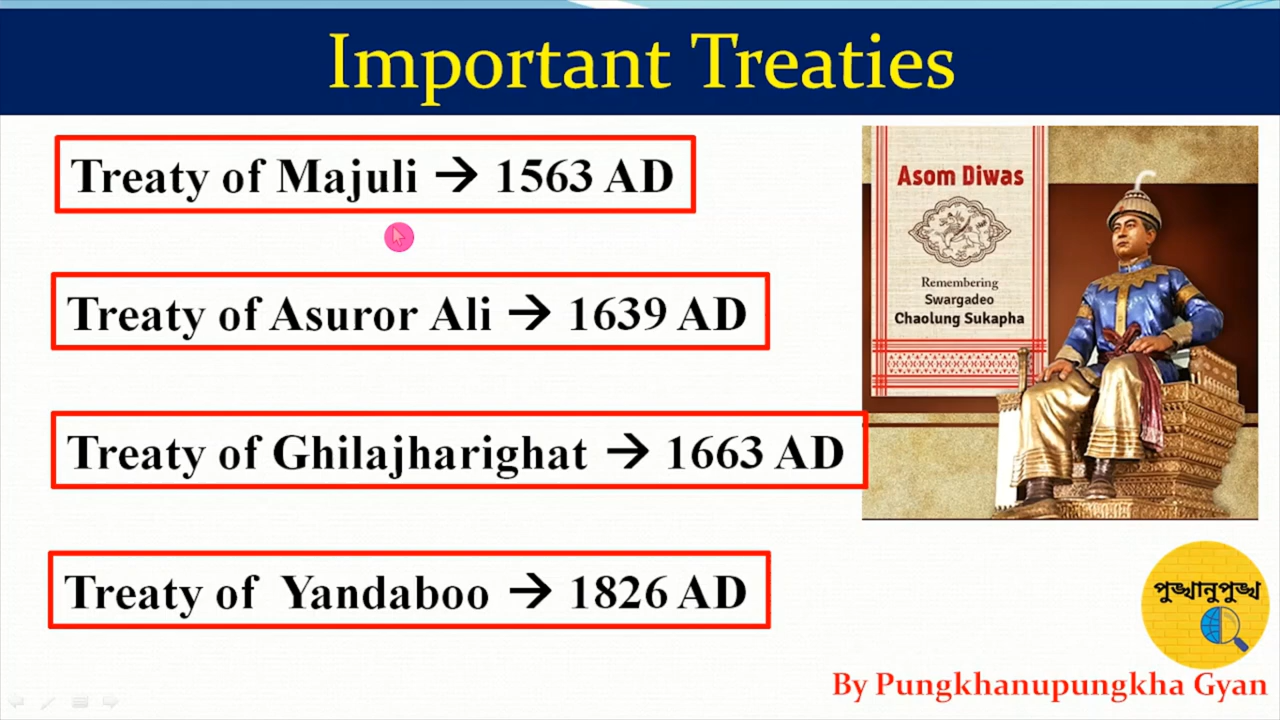 Important Treaties
Treaty of Majuli → 1563 AD
Treaty of Asuror Ali → 1639 AD
Treaty of Ghilajharighat → 1663 AD
Treaty of Yandaboo → 1826 AD
Asom Diwas
Remembering
Swargadeo
Chaolung Sukapha
পুঙ্খানুপুঙ্খ
By Pungkhanupungkha Gyan